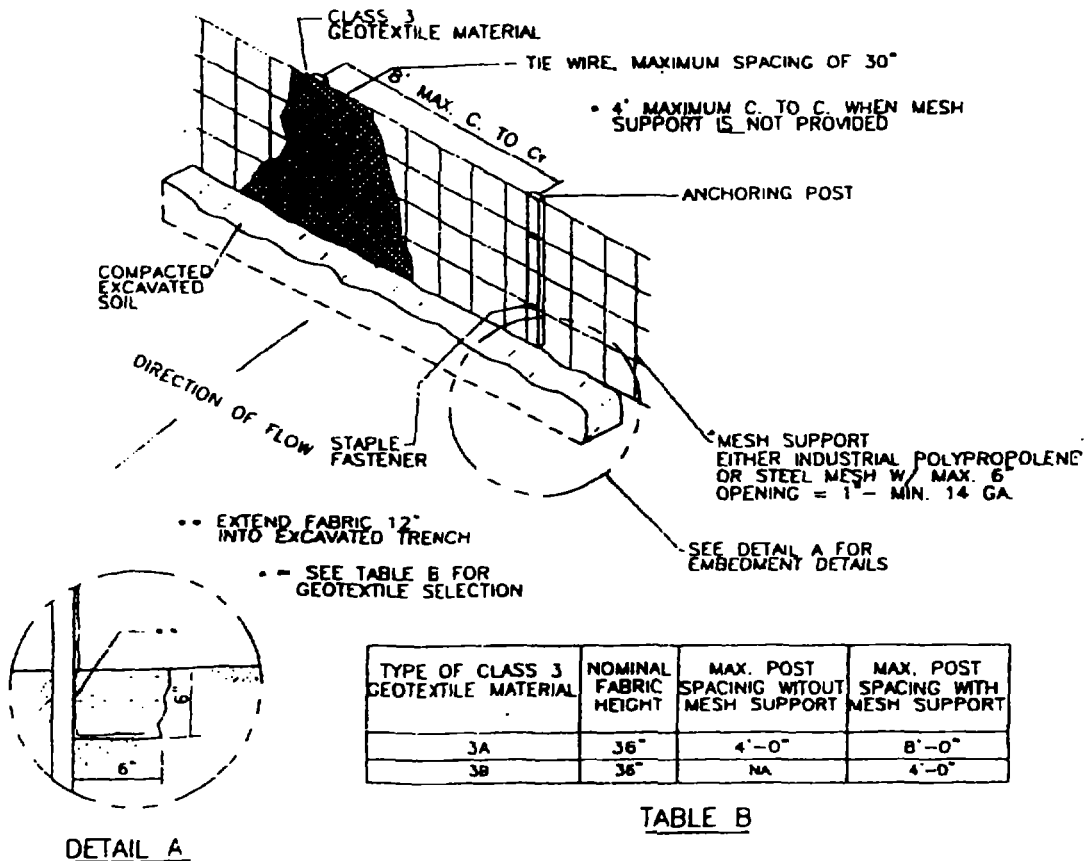 CLASS 3
GEOTEXTILE MATERIAL
TIE WIRE, MAXIMUM SPACING OF 30"
8' MAX. C. TO C.
• 4' MAXIMUM C. TO C. WHEN MESH
SUPPORT IS NOT PROVIDED
ANCHORING POST
COMPACTED
EXCAVATED
SOIL
DIRECTION OF FLOW
STAPLE
FASTENER
MESH SUPPORT
EITHER INDUSTRIAL POLYPROPOLENE
OR STEEL MESH W/ MAX. 6"
OPENING = 1"- MIN. 14 GA.
•• EXTEND FABRIC 12"
INTO EXCAVATED TRENCH
SEE DETAIL A FOR
EMBEDMENT DETAILS
• - SEE TABLE B FOR
GEOTEXTILE SELECTION
••
6"
6"
DETAIL A
TYPE OF CLASS 3 GEOTEXTILE MATERIAL
NOMINAL FABRIC HEIGHT
MAX. POST SPACINIG WITOUT MESH SUPPORT
MAX. POST SPACING WITH MESH SUPPORT
3A 36" 4'-0" 8'-0"
3B 36" NA 4'-0"
TABLE B